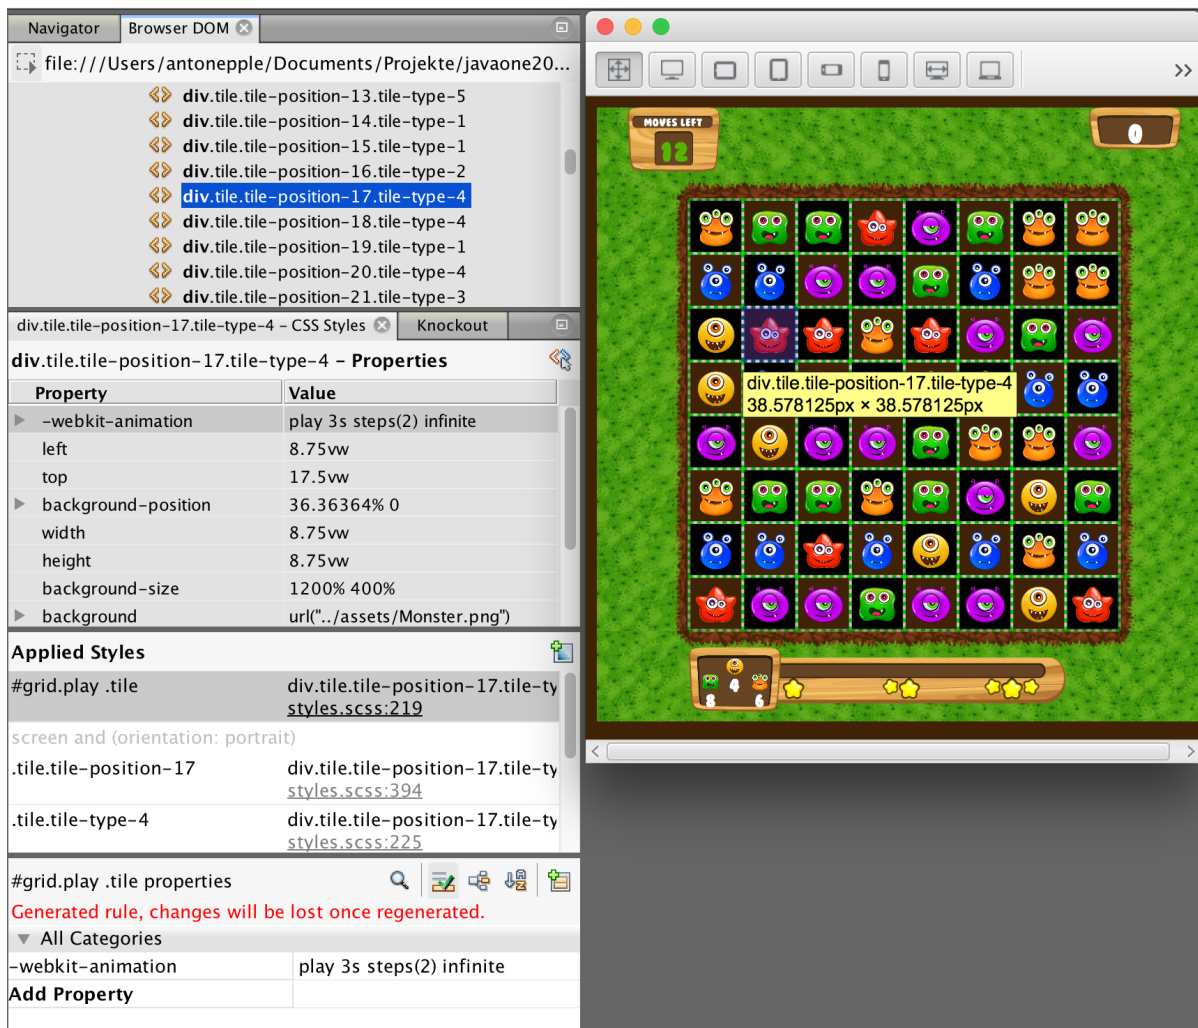 Navigator
Browser DOM
file:///Users/antonepple/Documents/Projekte/javaone20...
div.tile.tile-position-13.tile-type-5
div.tile.tile-position-14.tile-type-1
div.tile.tile-position-15.tile-type-1
div.tile.tile-position-16.tile-type-2
div.tile.tile-position-17.tile-type-4
div.tile.tile-position-18.tile-type-4
div.tile.tile-position-19.tile-type-1
div.tile.tile-position-20.tile-type-4
div.tile.tile-position-21.tile-type-3
div.tile.tile-position-17.tile-type-4 – CSS Styles
Knockout
div.tile.tile-position-17.tile-type-4 – Properties
Property Value
-webkit-animation play 3s steps(2) infinite
left 8.75vw
top 17.5vw
background-position 36.36364% 0
width 8.75vw
height 8.75vw
background-size 1200% 400%
background url("../assets/Monster.png")
Applied Styles
#grid.play .tile div.tile.tile-position-17.tile-ty
styles.scss:219
screen and (orientation: portrait)
.tile.tile-position-17 div.tile.tile-position-17.tile-ty
styles.scss:394
.tile.tile-type-4 div.tile.tile-position-17.tile-ty
styles.scss:225
#grid.play .tile properties
Generated rule, changes will be lost once regenerated.
All Categories
-webkit-animation play 3s steps(2) infinite
Add Property
MOVES LEFT
12
0
div.tile.tile-position-17.tile-type-4
38.578125px × 38.578125px
4
8 6